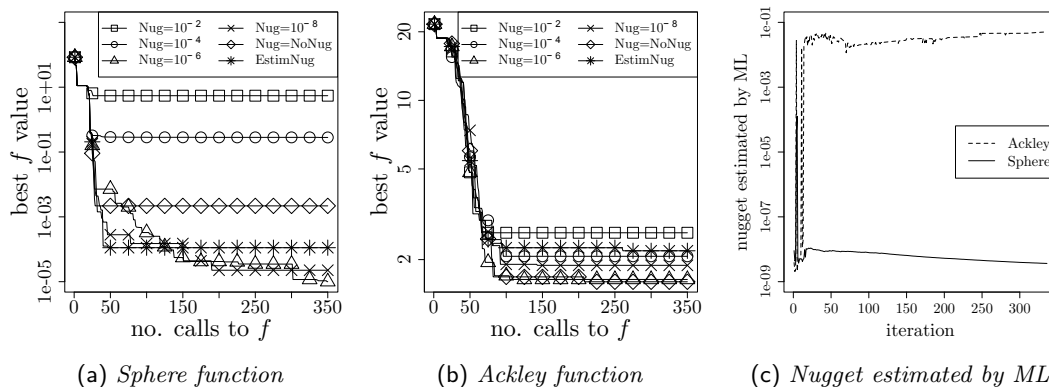 Nug=10⁻²
Nug=10⁻⁴
Nug=10⁻⁶
Nug=10⁻⁸
Nug=NoNug
EstimNug
1e+01
1e-01
1e-03
1e-05
best f value
0 50 150 250 350
no. calls to f
(a) Sphere function
Nug=10⁻²
Nug=10⁻⁴
Nug=10⁻⁶
Nug=10⁻⁸
Nug=NoNug
EstimNug
20
10
5
2
best f value
0 50 150 250 350
no. calls to f
(b) Ackley function
1e-01
1e-03
1e-05
1e-07
1e-09
nugget estimated by ML
Ackley
Sphere
0 50 100 150 200 250 300
iteration
(c) Nugget estimated by ML